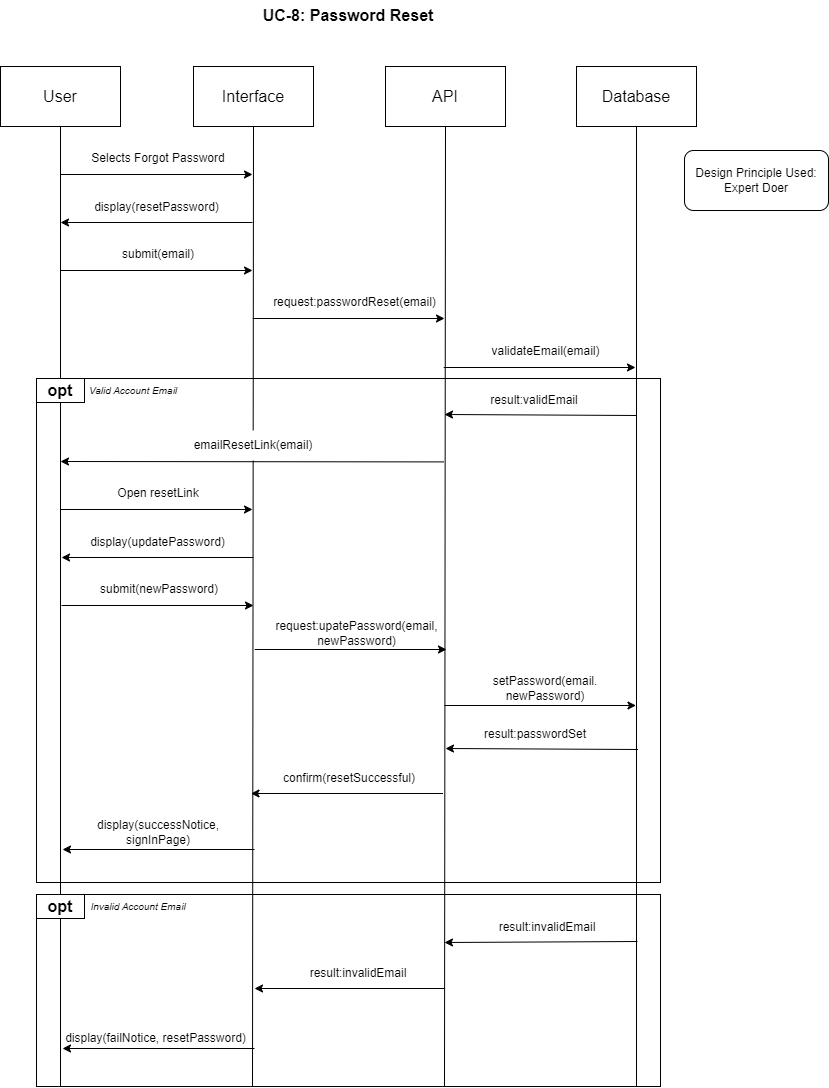 UC-8: Password Reset
User
Interface
API
Database
Selects Forgot Password
Design Principle Used:
Expert Doer
display(resetPassword)
submit(email)
request:passwordReset(email)
validateEmail(email)
opt
Valid Account Email
result:validEmail
emailResetLink(email)
Open resetLink
display(updatePassword)
submit(newPassword)
request:upatePassword(email,
newPassword)
setPassword(email.
newPassword)
result:passwordSet
confirm(resetSuccessful)
display(successNotice,
signInPage)
opt
Invalid Account Email
result:invalidEmail
result:invalidEmail
display(failNotice, resetPassword)